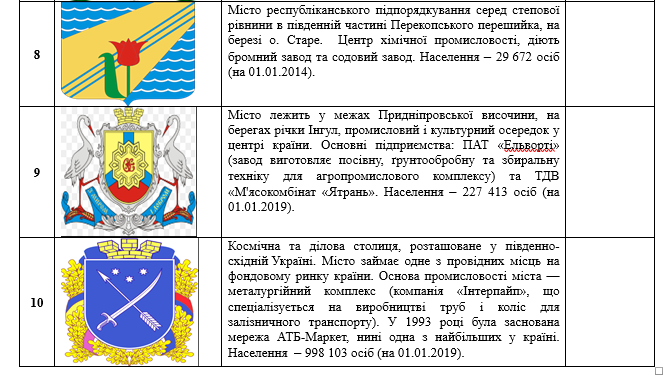 8
Місто республіканського підпорядкування серед степової
рівнини в південній частині Перекопського перешийка, на
березі о. Старе. Центр хімічної промисловості, діють
бромний завод та содовий завод. Населення – 29 672 осіб
(на 01.01.2014).
9
Місто лежить у межах Придніпровської височини, на
берегах річки Інгул, промисловий і культурний осередок у
центрі країни. Основні підприємства: ПАТ «Ельворті»
(завод виготовляє посівну, ґрунтообробну та збиральну
техніку для агропромислового комплексу) та ТДВ
«М'ясокомбінат «Ятрань». Населення – 227 413 осіб (на
01.01.2019).
10
Космічна та ділова столиця, розташоване у південно-
східній Україні. Місто займає одне з провідних місць на
фондовому ринку країни. Основа промисловості міста —
металургійний комплекс (компанія «Інтерпайп», що
спеціалізується на виробництві труб і коліс для
залізничного транспорту). У 1993 році була заснована
мережа АТБ-Маркет, нині одна з найбільших у країні.
Населення – 998 103 осіб (на 01.01.2019).